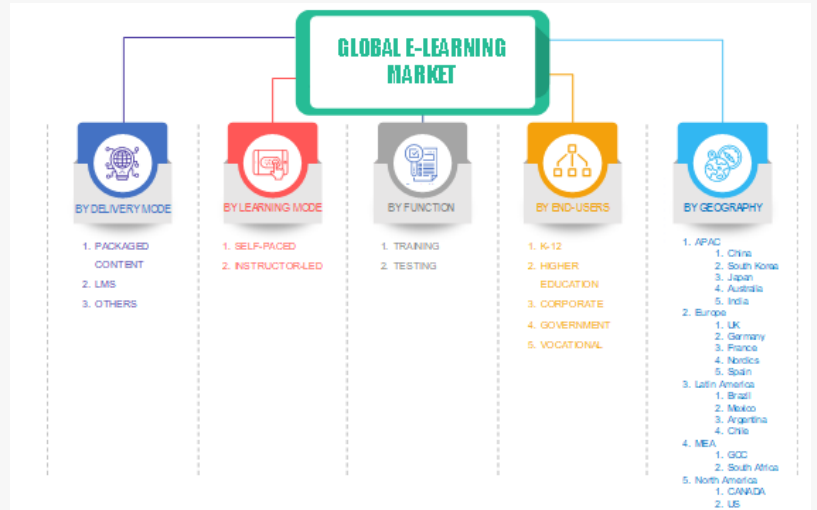 GLOBAL E-LEARNING
MARKET
BY DELIVERY MODE
1. PACKAGED
CONTENT
2. LMS
3. OTHERS
BY LEARNING MODE
1. SELF-PACED
2. INSTRUCTOR-LED
BY FUNCTION
1. TRAINING
2. TESTING
BY END-USERS
1. K-12
2. HIGHER
EDUCATION
3. CORPORATE
4. GOVERNMENT
5. VOCATIONAL
BY GEOGRAPHY
1. APAC
1. China
2. South Korea
3. Japan
4. Australia
5. India
2. Europe
1. UK
2. Germany
3. France
4. Nordics
5. Spain
3. Latin America
1. Brazil
2. Mexico
3. Argentina
4. Chile
4. MEA
1. GCC
2. South Africa
5. North America
1. CANADA
2. US